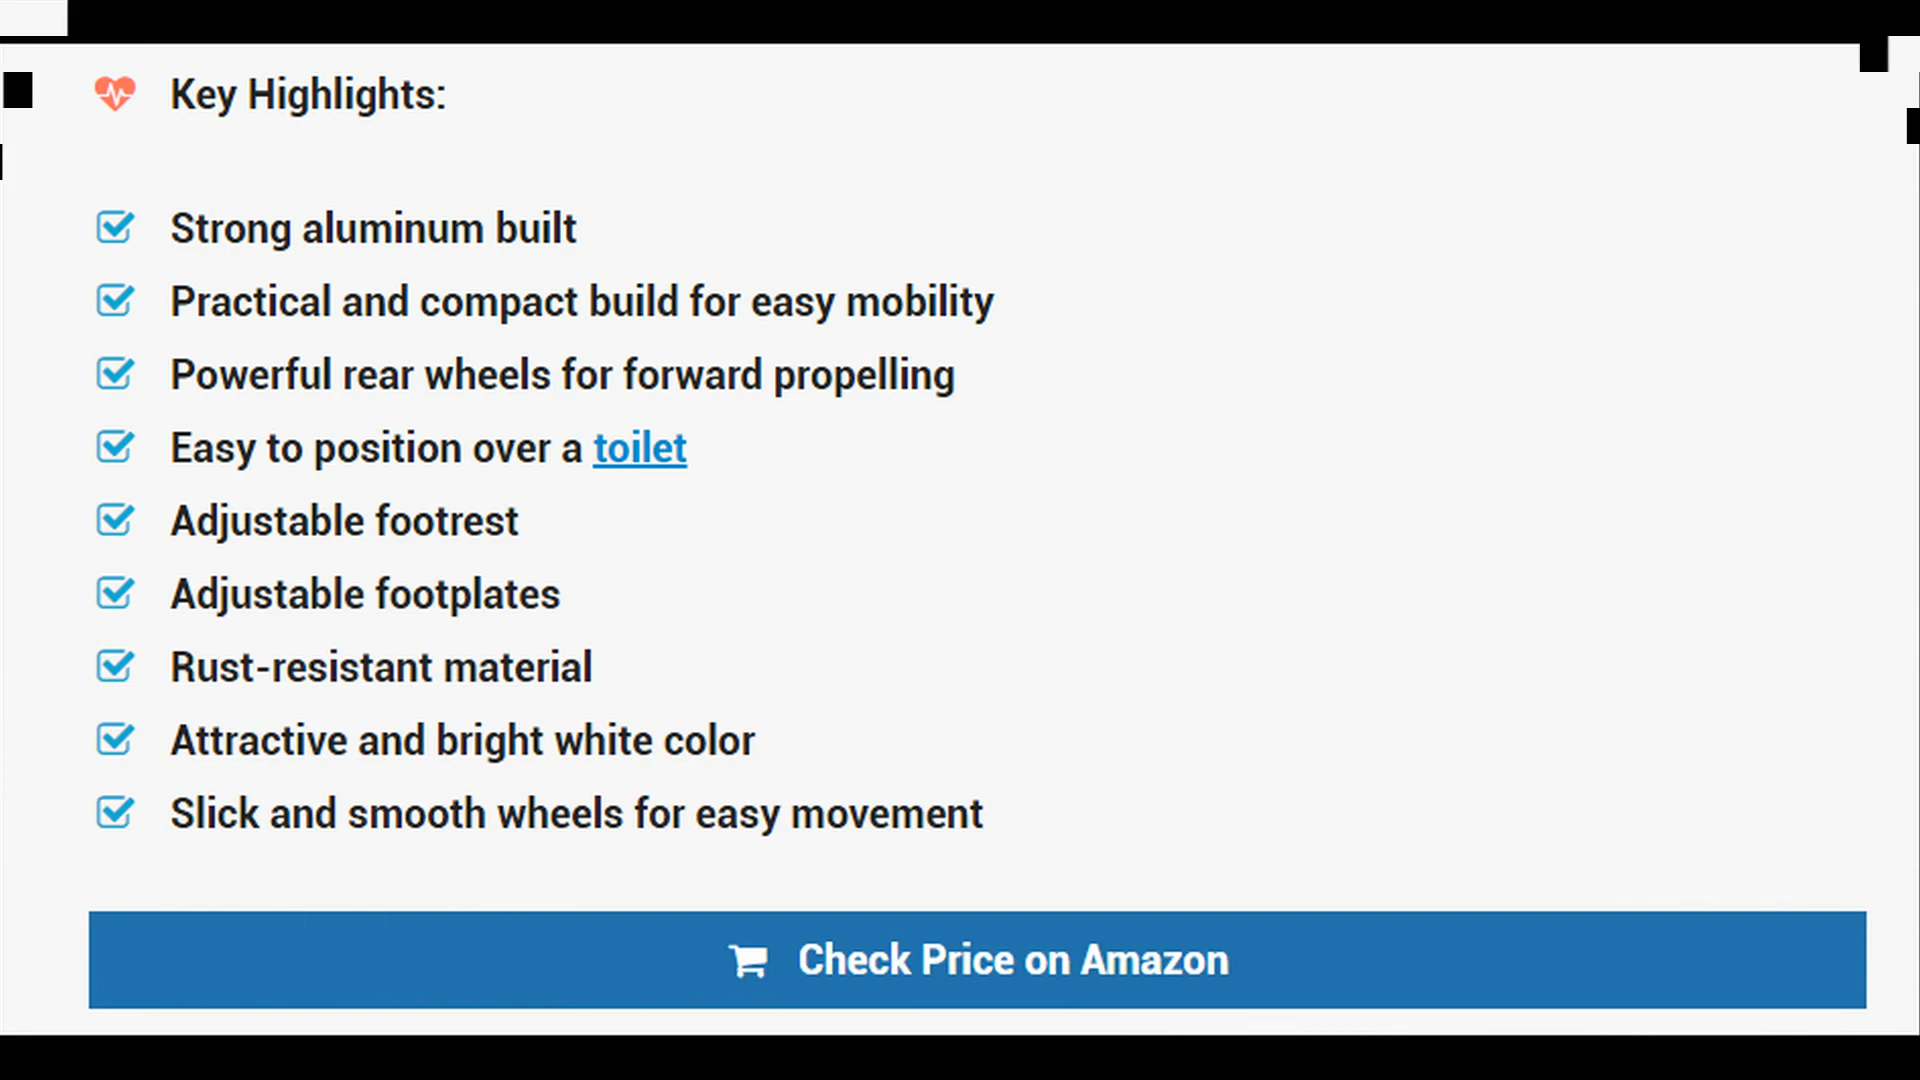 Key Highlights:
Strong aluminum built
Practical and compact build for easy mobility
Powerful rear wheels for forward propelling
Easy to position over a toilet
Adjustable footrest
Adjustable footplates
Rust-resistant material
Attractive and bright white color
Slick and smooth wheels for easy movement
Check Price on Amazon